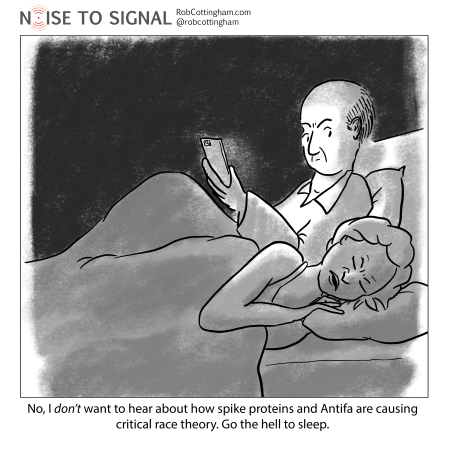 NOISE TO SIGNAL RobCottingham.com
@robcottingham
No, I don't want to hear about how spike proteins and Antifa are causing
critical race theory. Go the hell to sleep.